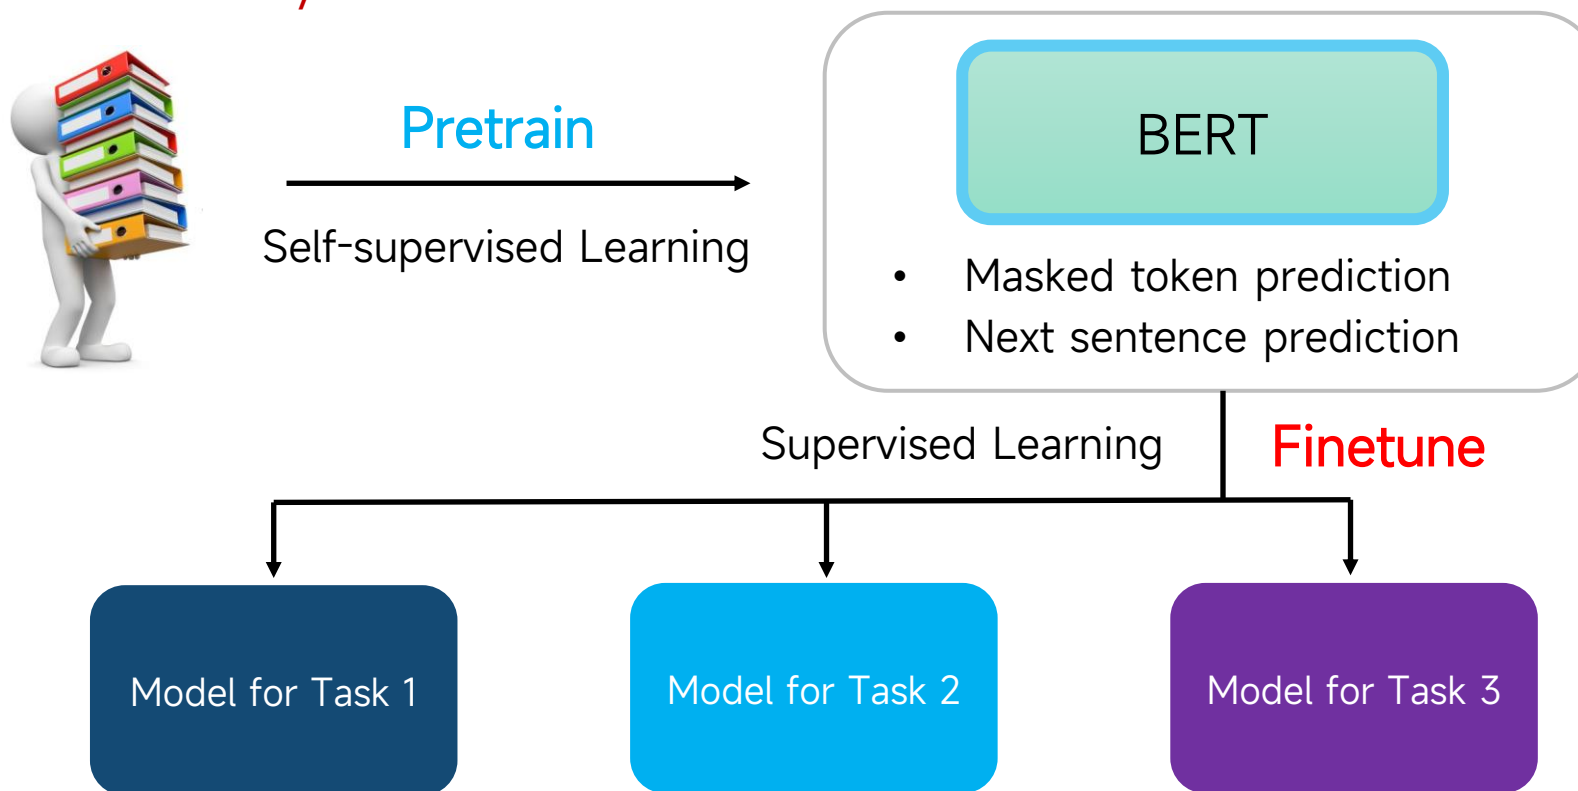 Pretrain
BERT
Self-supervised Learning
• Masked token prediction
• Next sentence prediction
Supervised Learning
Finetune
Model for Task 1
Model for Task 2
Model for Task 3